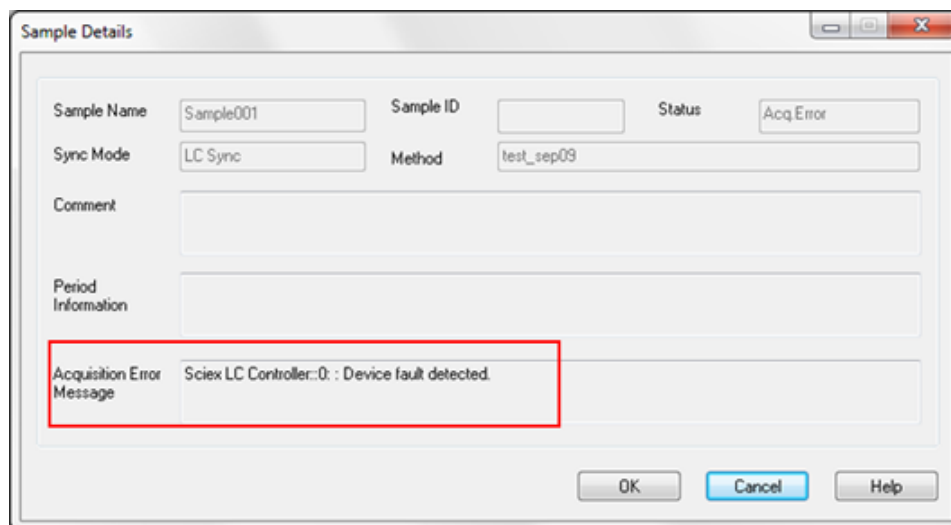 Sample Details
Sample Name Sample001 Sample ID Status Acq.Error
Sync Mode LC Sync Method test_sep09
Comment
Period
Information
Acquisition Error Sciex LC Controller::0: : Device fault detected.
Message
OK Cancel Help